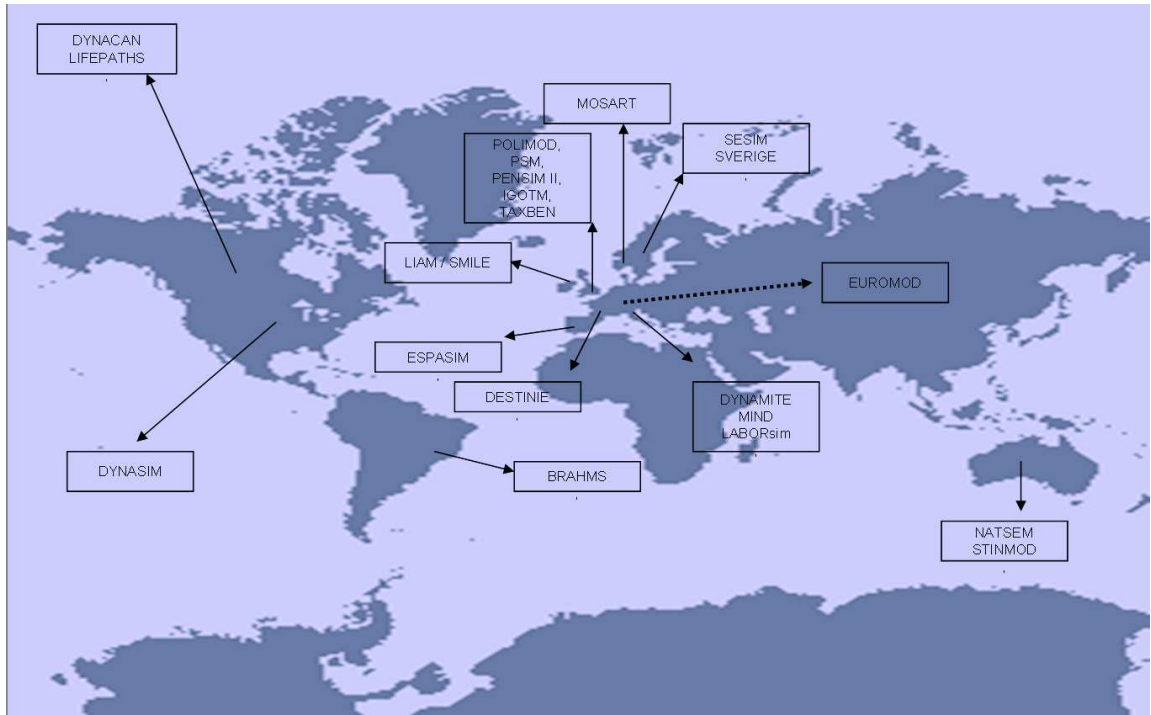 DYNACAN
LIFEPATHS
MOSART
SESIM
SVERIGE
POLIMOD,
PSM,
PENSIM II,
IGOTM,
TAXBEN
LIAM / SMILE
EUROMOD
ESPASIM
DESTINIE
DYNAMITE
MIND
LABORsim
DYNASIM
BRAHMS
NATSEM
STINMOD